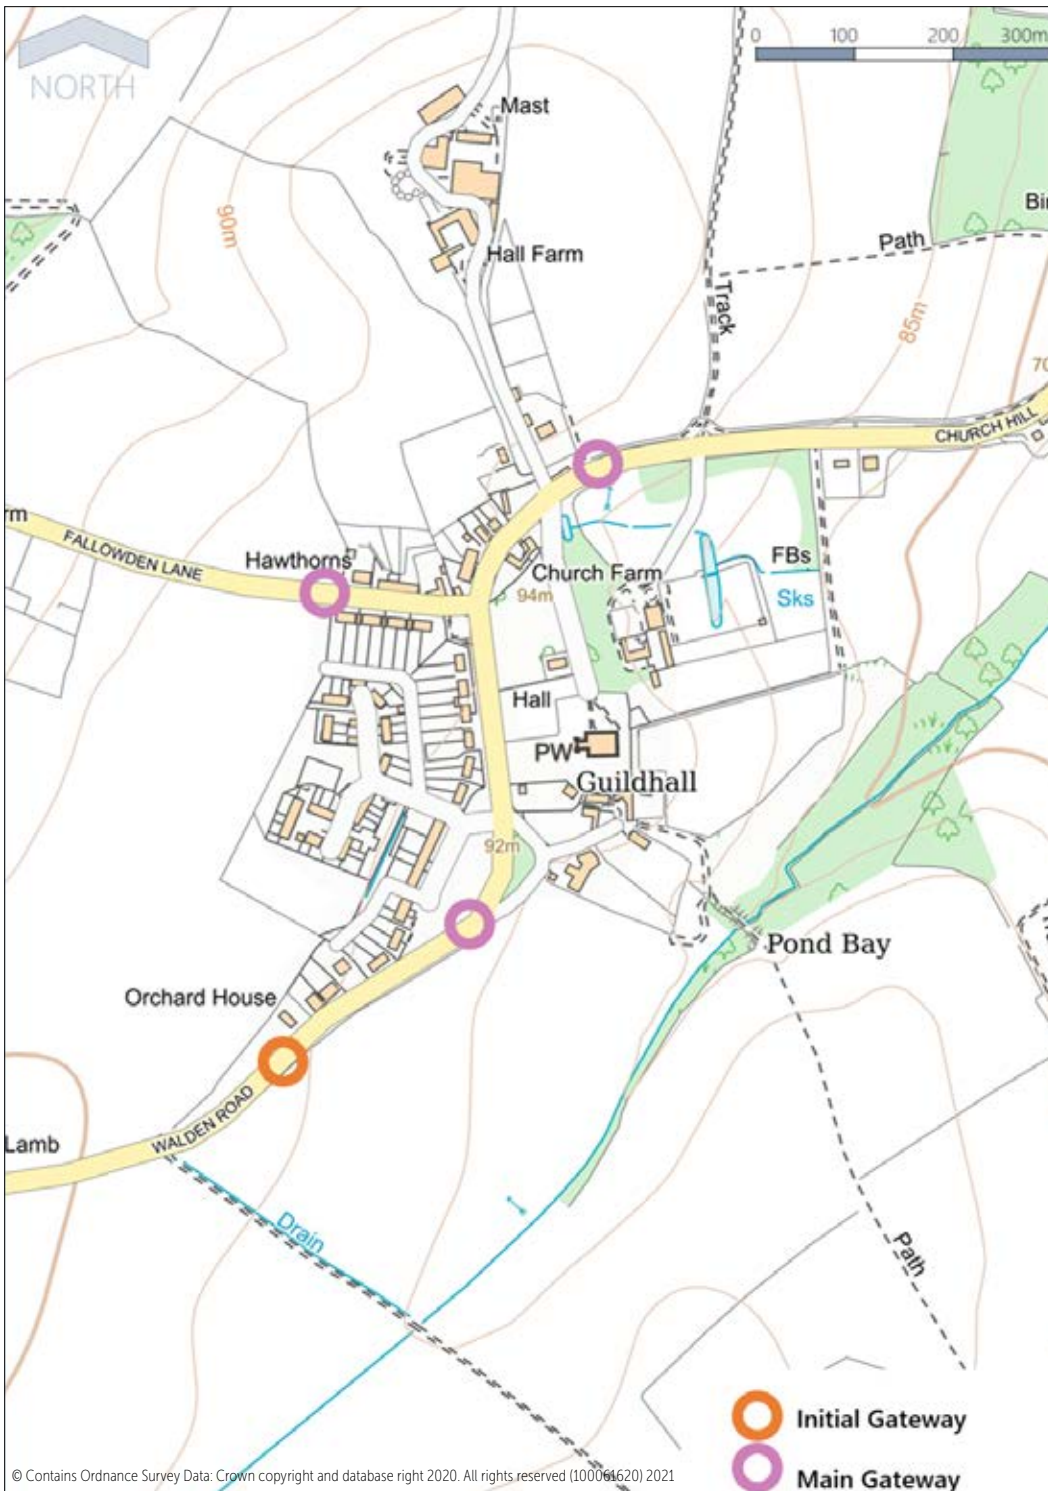 NORTH
0 100 200 300m
Mast
90m
Hall Farm
Path
Track
85m
CHURCH HILL
FALLOWDEN LANE
Hawthorns
Church Farm
FBs
94m
Sks
Hall
PW
Guildhall
92m
Pond Bay
Orchard House
WALDEN ROAD
Lamb
Drain
Path
Initial Gateway
Main Gateway
© Contains Ordnance Survey Data: Crown copyright and database right 2020. All rights reserved (100061620) 2021